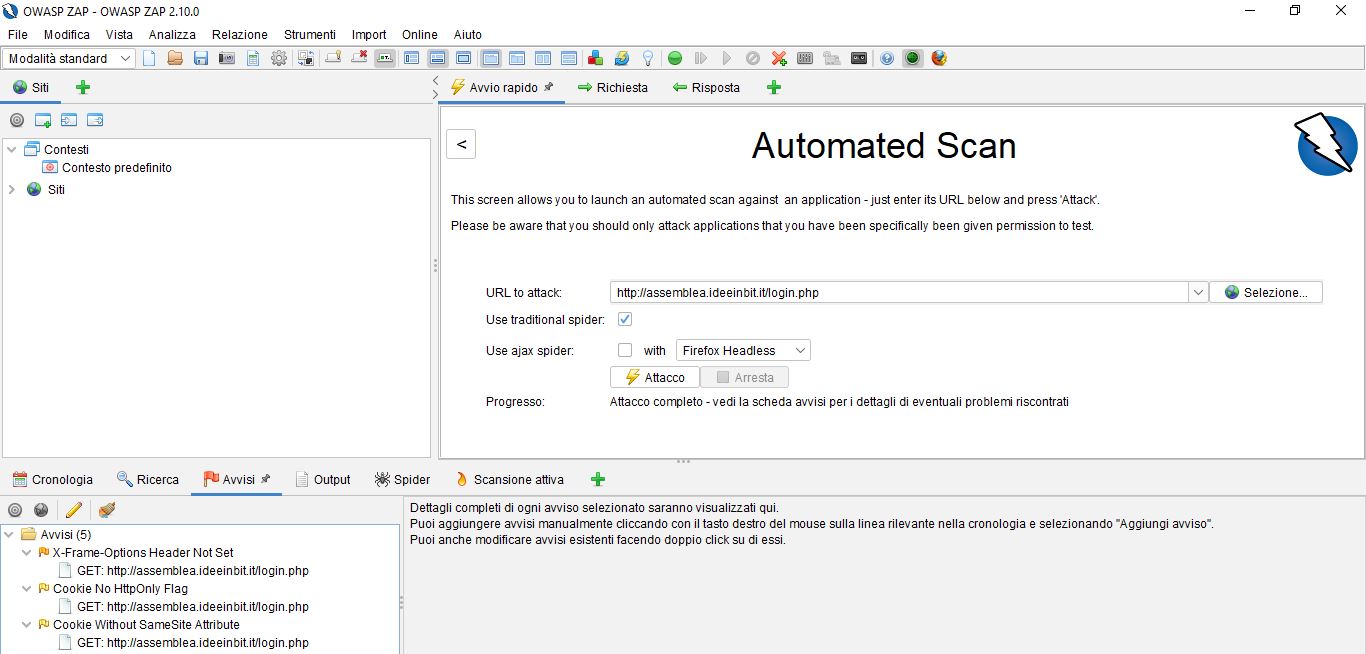 OWASP ZAP - OWASP ZAP 2.10.0
File Modifica Vista Analizza Relazione Strumenti Import Online Aiuto
Modalità standard
Siti
Avvio rapido Richiesta Risposta
<
Automated Scan
Contesti
Contesto predefinito
Siti
This screen allows you to launch an automated scan against an application - just enter its URL below and press 'Attack'.
Please be aware that you should only attack applications that you have been specifically been given permission to test.
URL to attack: http://assemblea.ideeinbit.it/login.php Selezione...
Use traditional spider:
Use ajax spider: with Firefox Headless
Attacco Arresta
Progresso: Attacco completo - vedi la scheda avvisi per i dettagli di eventuali problemi riscontrati
Cronologia Ricerca Avvisi Output Spider Scansione attiva
Avvisi (5)
X-Frame-Options Header Not Set
GET: http://assemblea.ideeinbit.it/login.php
Cookie No HttpOnly Flag
GET: http://assemblea.ideeinbit.it/login.php
Cookie Without SameSite Attribute
GET: http://assemblea.ideeinbit.it/login.php
Dettagli completi di ogni avviso selezionato saranno visualizzati qui.
Puoi aggiungere avvisi manualmente cliccando con il tasto destro del mouse sulla linea rilevante nella cronologia e selezionando "Aggiungi avviso".
Puoi anche modificare avvisi esistenti facendo doppio click su di essi.